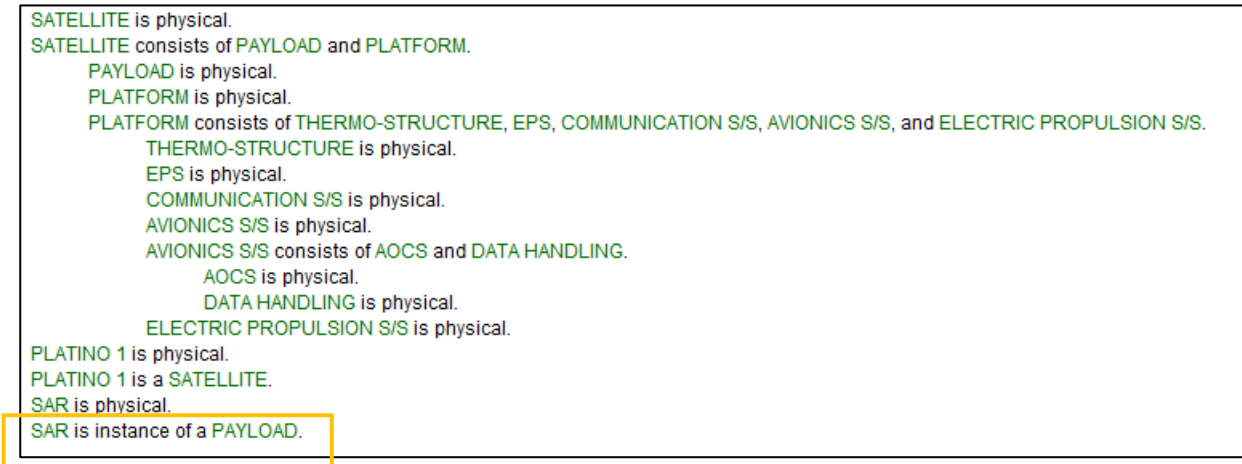 SATELLITE is physical.
SATELLITE consists of PAYLOAD and PLATFORM.
PAYLOAD is physical.
PLATFORM is physical.
PLATFORM consists of THERMO-STRUCTURE, EPS, COMMUNICATION S/S, AVIONICS S/S, and ELECTRIC PROPULSION S/S.
THERMO-STRUCTURE is physical.
EPS is physical.
COMMUNICATION S/S is physical.
AVIONICS S/S is physical.
AVIONICS S/S consists of AOCS and DATA HANDLING.
AOCS is physical.
DATA HANDLING is physical.
ELECTRIC PROPULSION S/S is physical.
PLATINO 1 is physical.
PLATINO 1 is a SATELLITE.
SAR is physical.
SAR is instance of a PAYLOAD.